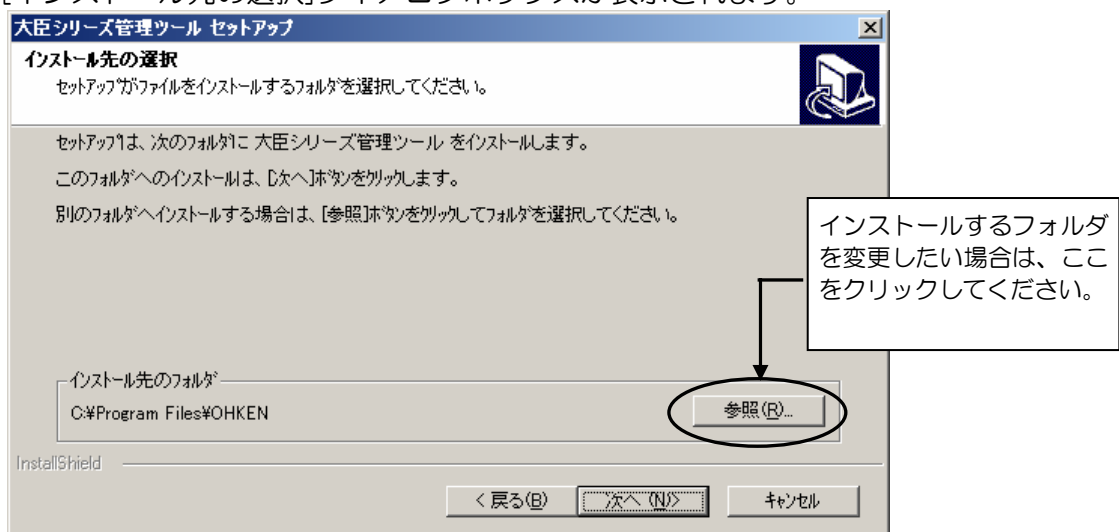 [インストール先の選択]ダイアログボックスが表示されます。
大臣シリーズ管理ツール セットアップ
インストール先の選択
セットアップがファイルをインストールするフォルダを選択してください。
セットアップは、次のフォルダに 大臣シリーズ管理ツール をインストールします。
このフォルダへのインストールは、[次へ]ボタンをクリックします。
別のフォルダへインストールする場合は、[参照]ボタンをクリックしてフォルダを選択してください。
インストールするフォルダ
を変更したい場合は、ここ
をクリックしてください。
インストール先のフォルダ
C:¥Program Files¥OHKEN
参照(R)...
InstallShield
< 戻る(B)
次へ (N)>
キャンセル